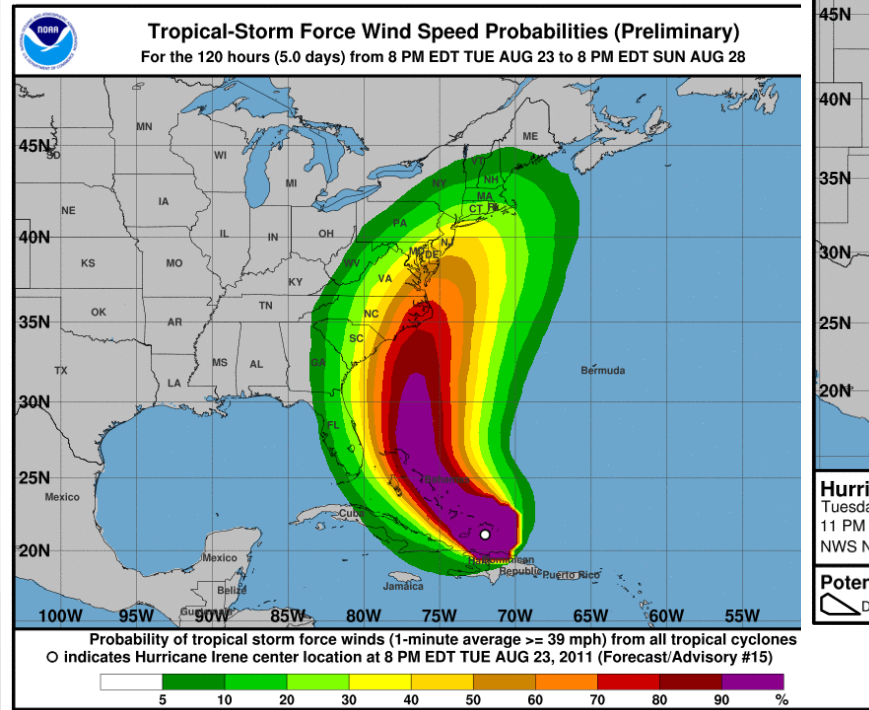 NOAA
Tropical-Storm Force Wind Speed Probabilities (Preliminary)
For the 120 hours (5.0 days) from 8 PM EDT TUE AUG 23 to 8 PM EDT SUN AUG 28
45N
MN
ME
SD
WI
VT
MI
NY
NH
MA
NE
IA
CT
PA
40N
IL
IN
OH
NJ
DE
KS
MO
WV
VA
KY
OK
TN
NC
35N
AR
SC
TX
MS
AL
GA
Bermuda
LA
30N
FL
25N
Bahamas
Mexico
Cuba
20N
Mexico
Dominican
Republic
Puerto Rico
Jamaica
Belize
Guatemala
100W 95W 90W 85W 80W 75W 70W 65W 60W 55W
Probability of tropical storm force winds (1-minute average >= 39 mph) from all tropical cyclones
O indicates Hurricane Irene center location at 8 PM EDT TUE AUG 23, 2011 (Forecast/Advisory #15)
5 10 20 30 40 50 60 70 80 90 %
45N
40N
35N
30N
25N
20N
Hurri
Tuesda
11 PM
NWS N
Poten
D